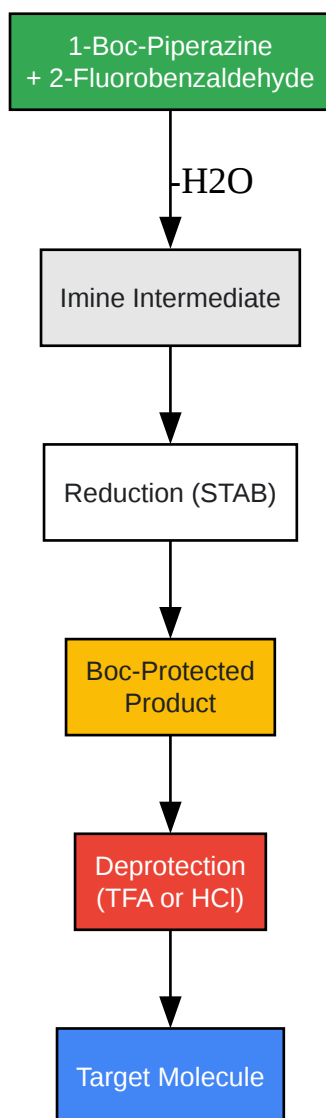 1-Boc-Piperazine
+ 2-Fluorobenzaldehyde
-H2O
Imine Intermediate
Reduction (STAB)
Boc-Protected
Product
Deprotection
(TFA or HCl)
Target Molecule